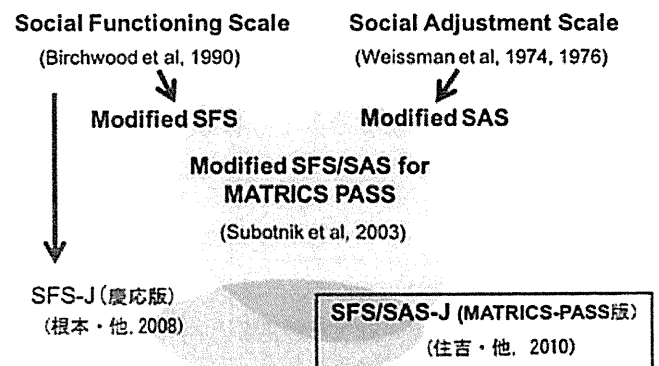 Social Functioning Scale
(Birchwood et al, 1990)
Social Adjustment Scale
(Weissman et al, 1974, 1976)
Modified SFS
Modified SAS
Modified SFS/SAS for
MATRICS PASS
(Subotnik et al, 2003)
SFS-J(慶応版)
(根本・他, 2008)
SFS/SAS-J (MATRICS-PASS版)
(住吉・他, 2010)